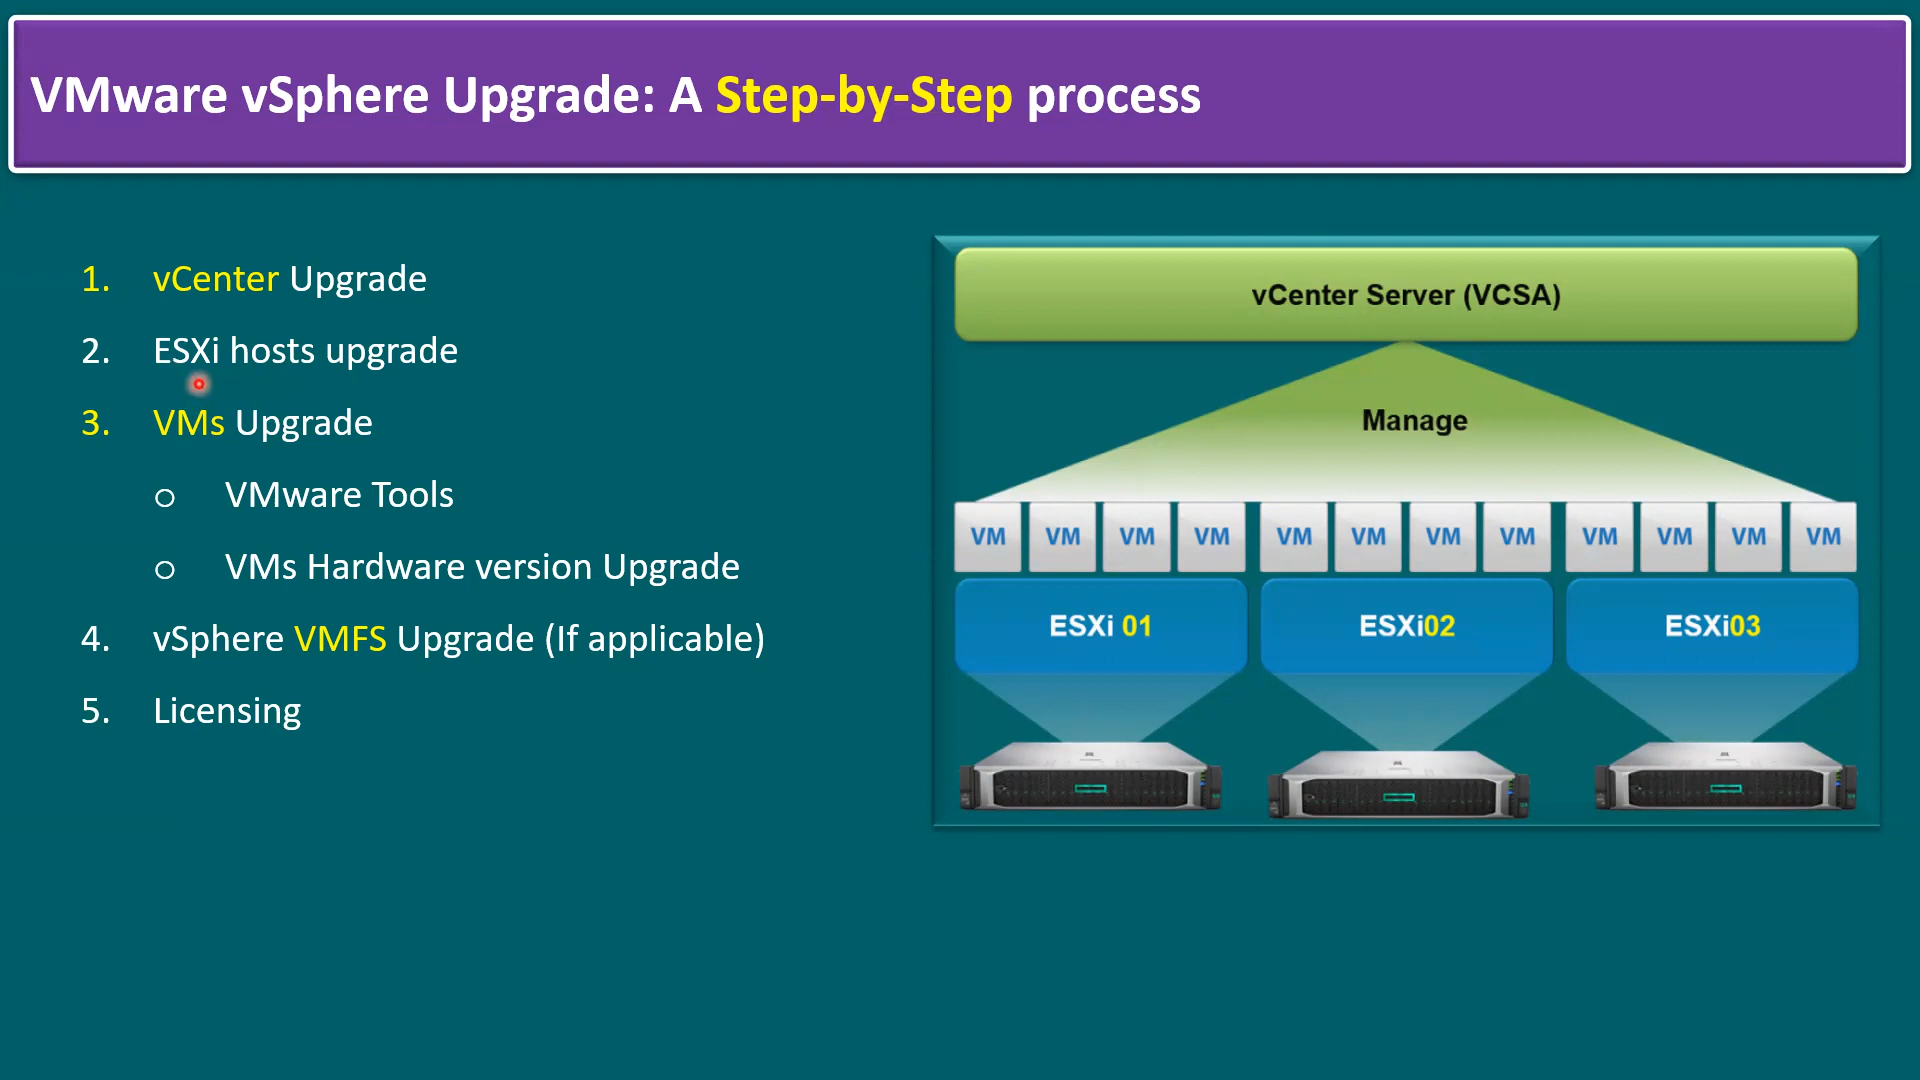 VMware vSphere Upgrade: A Step-by-Step process
1. vCenter Upgrade
2. ESXi hosts upgrade
3. VMs Upgrade
o VMware Tools
o VMs Hardware version Upgrade
4. vSphere VMFS Upgrade (If applicable)
5. Licensing
vCenter Server (VCSA)
Manage
VM VM VM VM VM VM VM VM VM VM VM VM
ESXi 01 ESXi02 ESXi03